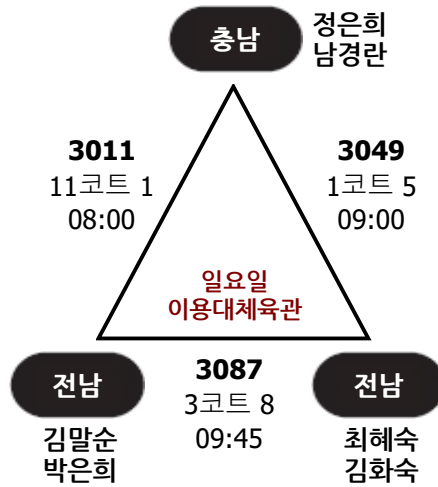 충남
정은희
남경란
3011
11코트 1
08:00
3049
1코트 5
09:00
일요일
이용대체육관
전남
김말순
박은희
3087
3코트 8
09:45
전남
최혜숙
김화숙